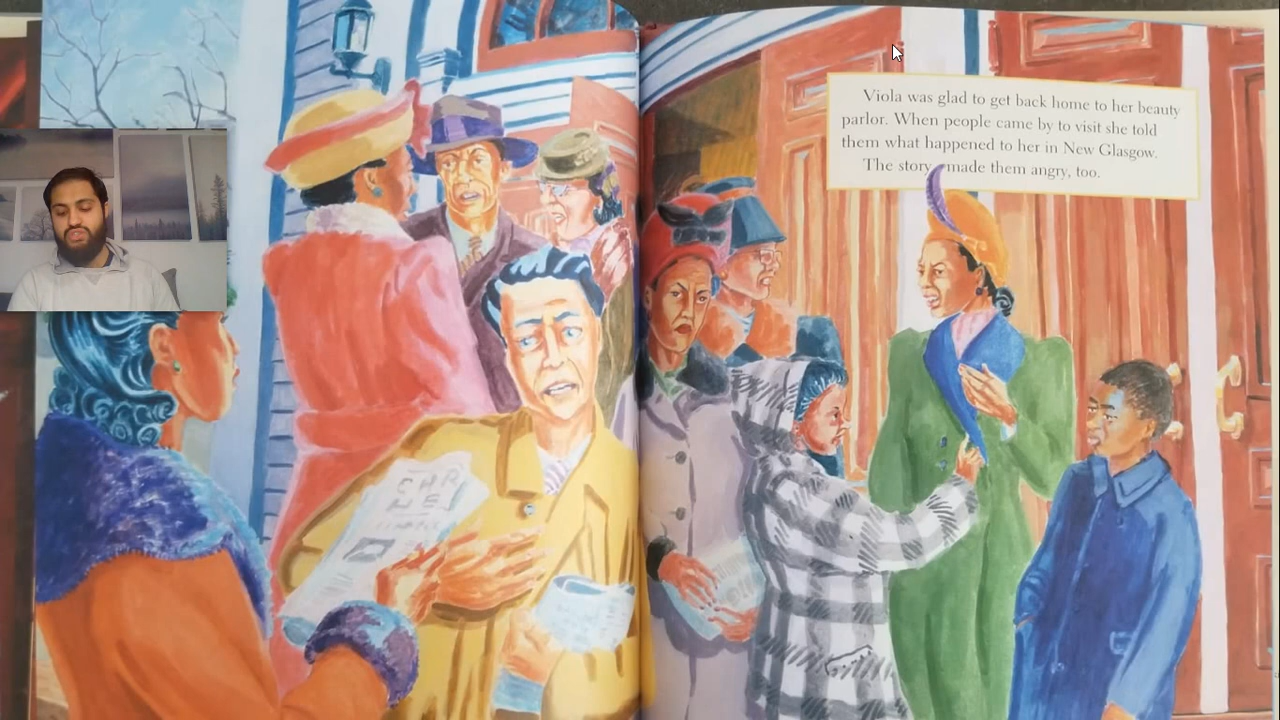 Viola was glad to get back home to her beauty
parlor. When people came by to visit she told
them what happened to her in New Glasgow.
The story made them angry, too.